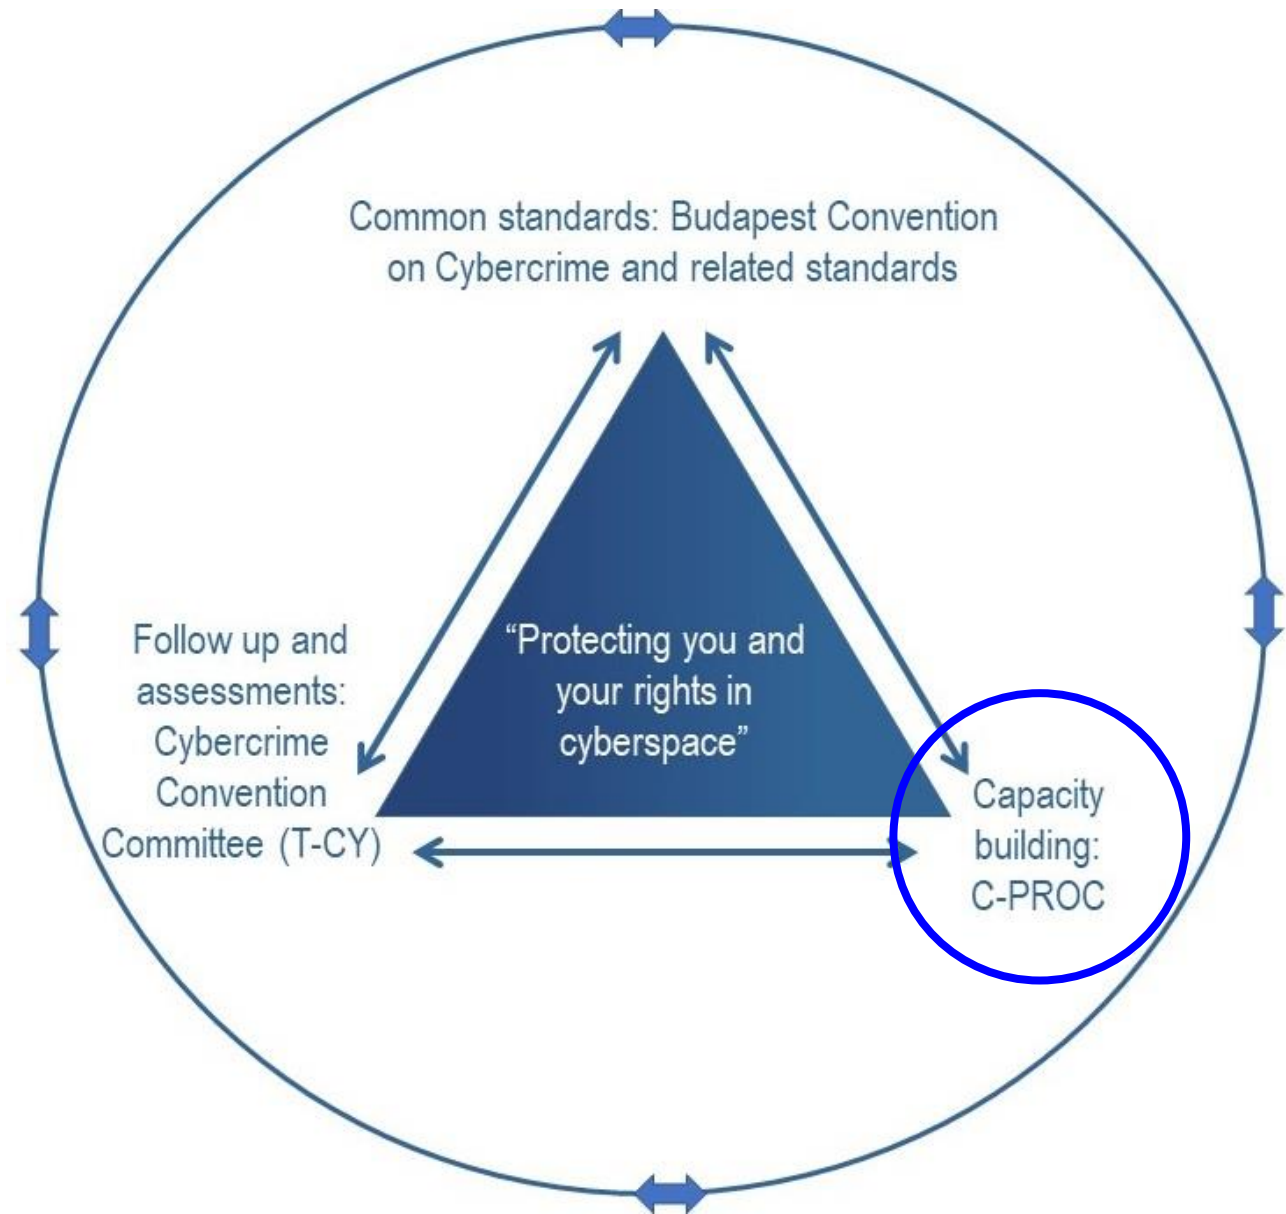 Common standards: Budapest Convention
on Cybercrime and related standards
Follow up and
assessments:
Cybercrime
Convention
Committee (T-CY)
“Protecting you and
your rights in
cyberspace”
Capacity
building:
C-PROC